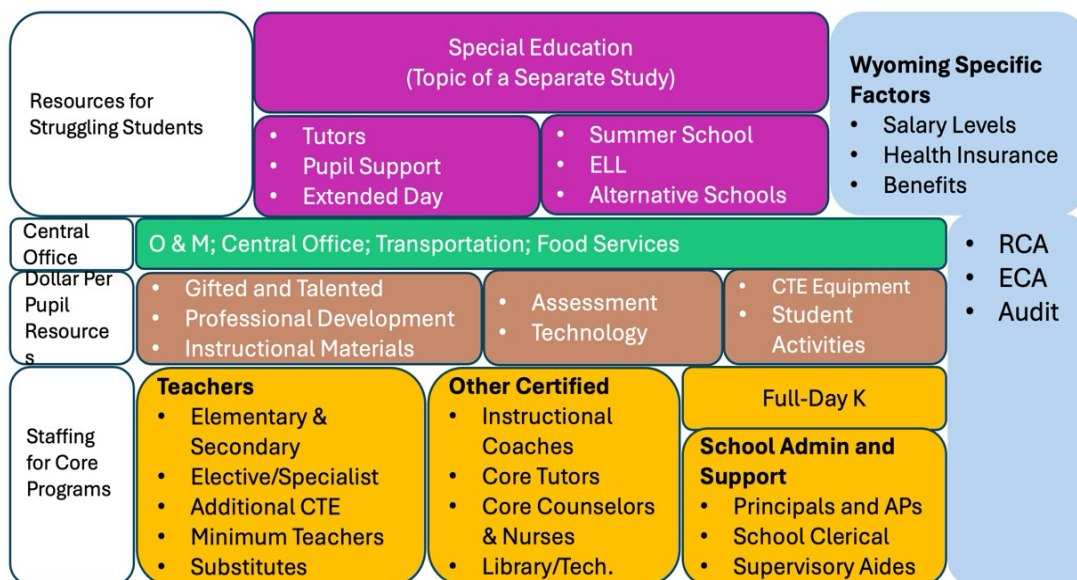 Resources for
Struggling Students
Special Education
(Topic of a Separate Study)
• Tutors
• Pupil Support
• Extended Day
• Summer School
• ELL
• Alternative Schools
Wyoming Specific
Factors
• Salary Levels
• Health Insurance
• Benefits
Central
Office
O & M; Central Office; Transportation; Food Services
• RCA
• ECA
• Audit
Dollar Per
Pupil
Resource
s
• Gifted and Talented
• Professional Development
• Instructional Materials
• Assessment
• Technology
• CTE Equipment
• Student
Activities
Staffing
for Core
Programs
Teachers
• Elementary &
Secondary
• Elective/Specialist
• Additional CTE
• Minimum Teachers
• Substitutes
Other Certified
• Instructional
Coaches
• Core Tutors
• Core Counselors
& Nurses
• Library/Tech.
Full-Day K
School Admin and
Support
• Principals and APs
• School Clerical
• Supervisory Aides